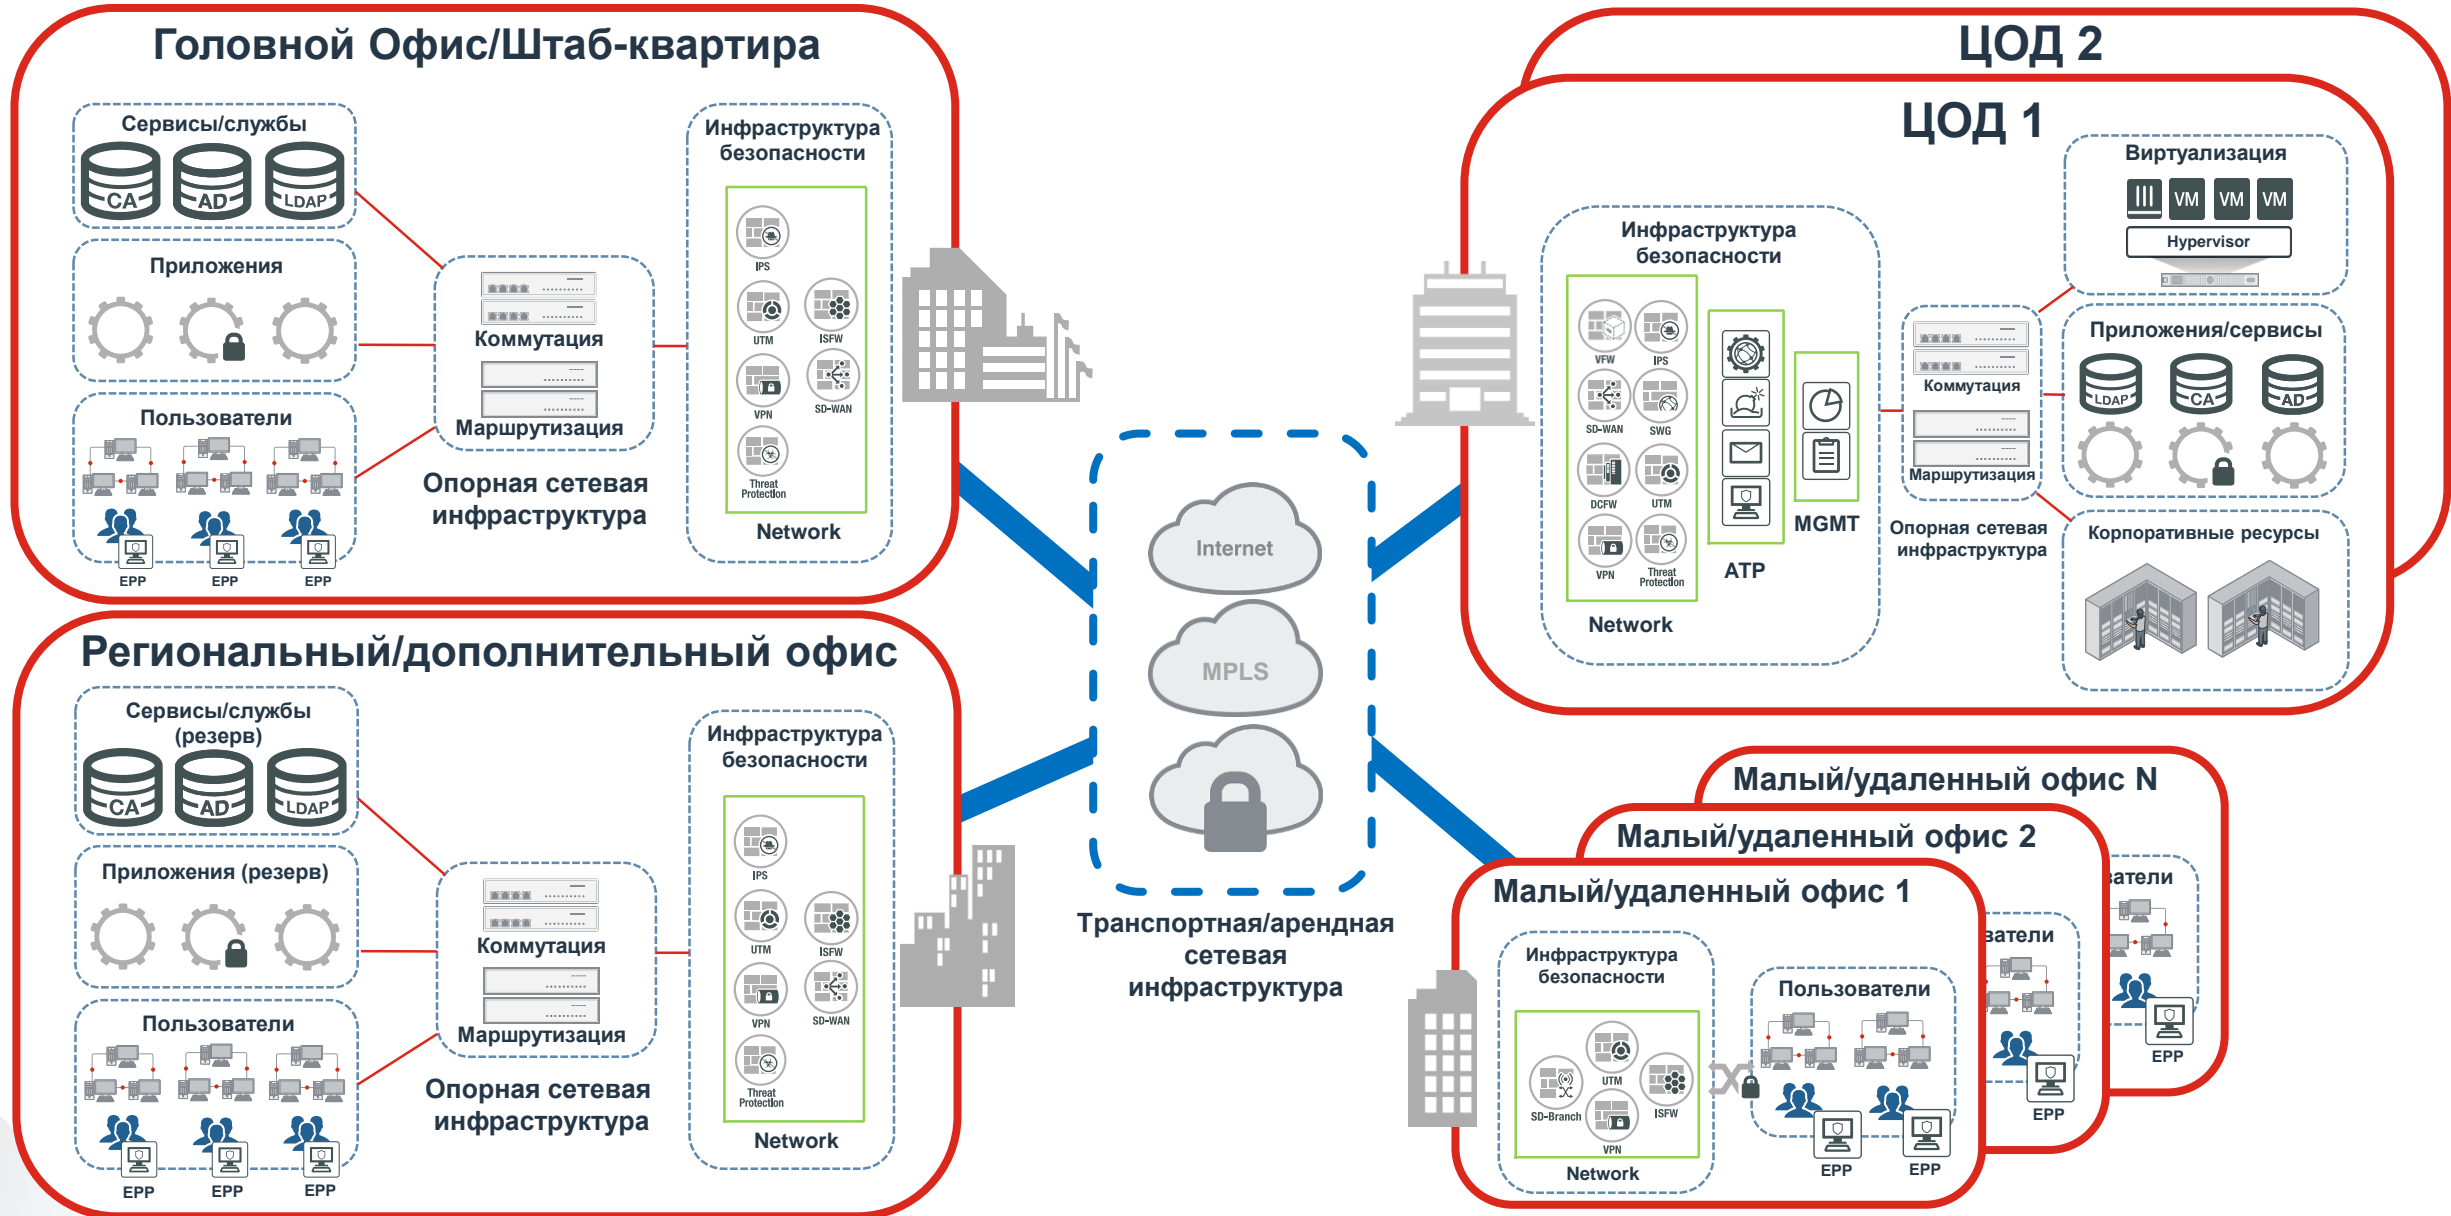 Головной Офис/Штаб-квартира
Сервисы/службы
CA
AD
LDAP
Приложения
Пользователи
EPP
EPP
EPP
Коммутация
Маршрутизация
Опорная сетевая
инфраструктура
Инфраструктура
безопасности
IPS
UTM
ISFW
VPN
SD-WAN
Threat
Protection
Network
Региональный/дополнительный офис
Сервисы/службы
(резерв)
CA
AD
LDAP
Приложения (резерв)
Пользователи
EPP
EPP
EPP
Коммутация
Маршрутизация
Опорная сетевая
инфраструктура
Инфраструктура
безопасности
IPS
UTM
ISFW
VPN
SD-WAN
Threat
Protection
Network
Internet
MPLS
Транспортная/арендная
сетевая
инфраструктура
ЦОД 2
ЦОД 1
Инфраструктура
безопасности
VFW
IPS
SD-WAN
SWG
DCFW
UTM
VPN
Threat
Protection
Network
ATP
MGMT
Коммутация
Маршрутизация
Опорная сетевая
инфраструктура
Виртуализация
VM
VM
VM
Hypervisor
Приложения/сервисы
LDAP
CA
AD
Корпоративные ресурсы
Малый/удаленный офис N
ватели
EPP
Малый/удаленный офис 2
ватели
EPP
Малый/удаленный офис 1
Инфраструктура
безопасности
UTM
SD-Branch
ISFW
VPN
Network
Пользователи
EPP
EPP